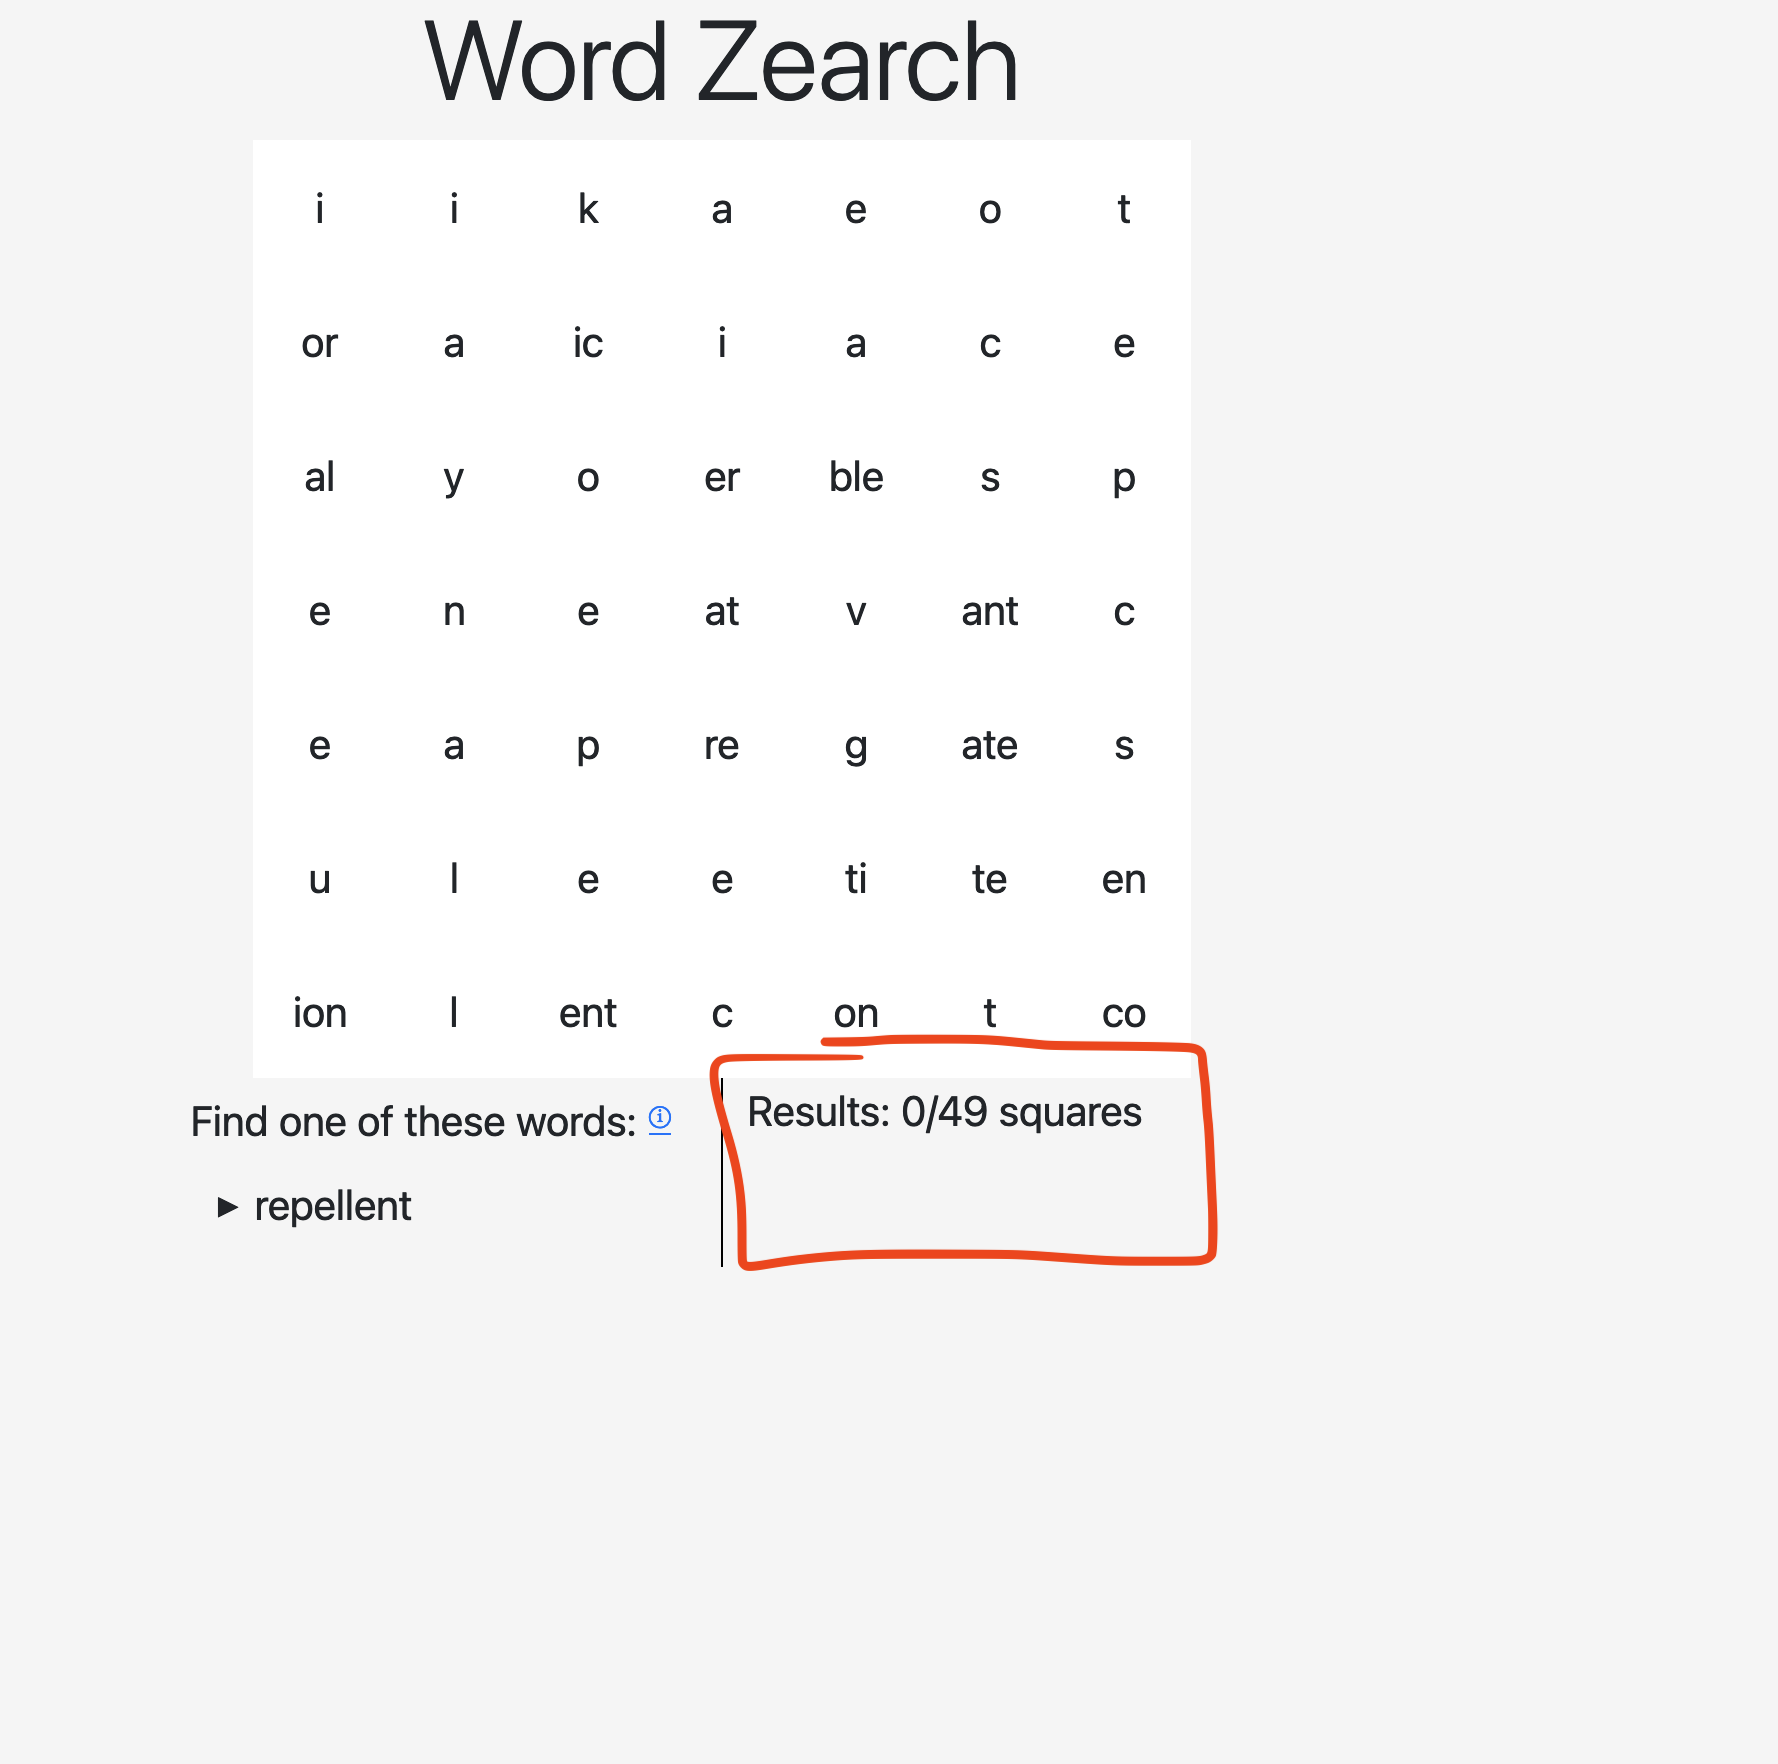 Word Zearch
i i k a e o t
or a ic i a c e
al y o er ble s p
e n e at v ant c
e a p re g ate s
u l e e ti te en
ion l ent c on t co
Find one of these words:
▶ repellent
Results: 0/49 squares